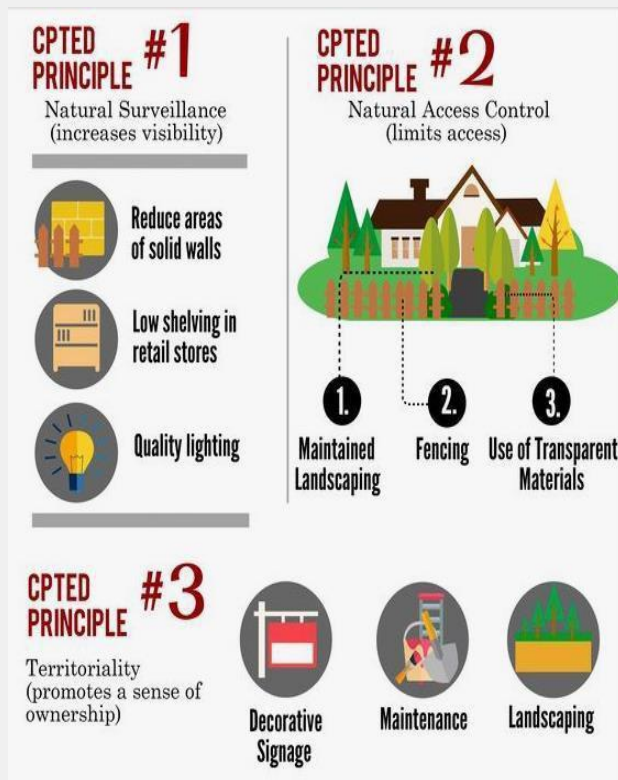 CPTED
PRINCIPLE #1
Natural Surveillance
(increases visibility)
Reduce areas
of solid walls
Low shelving in
retail stores
Quality lighting
CPTED
PRINCIPLE #2
Natural Access Control
(limits access)
1.
Maintained
Landscaping
2.
Fencing
3.
Use of Transparent
Materials
CPTED
PRINCIPLE #3
Territoriality
(promotes a sense of
ownership)
Decorative
Signage
Maintenance
Landscaping